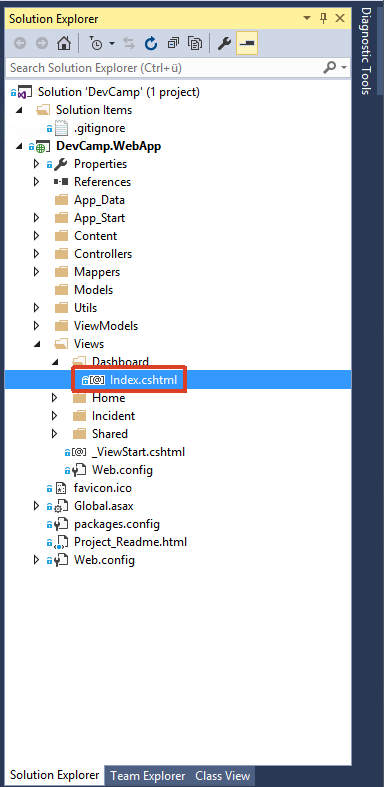 Solution Explorer
Search Solution Explorer (Ctrl+ü)
Solution 'DevCamp' (1 project)
Solution Items
.gitignore
DevCamp.WebApp
Properties
References
App_Data
App_Start
Content
Controllers
Mappers
Models
Utils
ViewModels
Views
Dashboard
[@] Index.cshtml
Home
Incident
Shared
[@] _ViewStart.cshtml
Web.config
favicon.ico
Global.asax
packages.config
Project_Readme.html
Web.config
Solution Explorer Team Explorer Class View
Diagnostic Tools